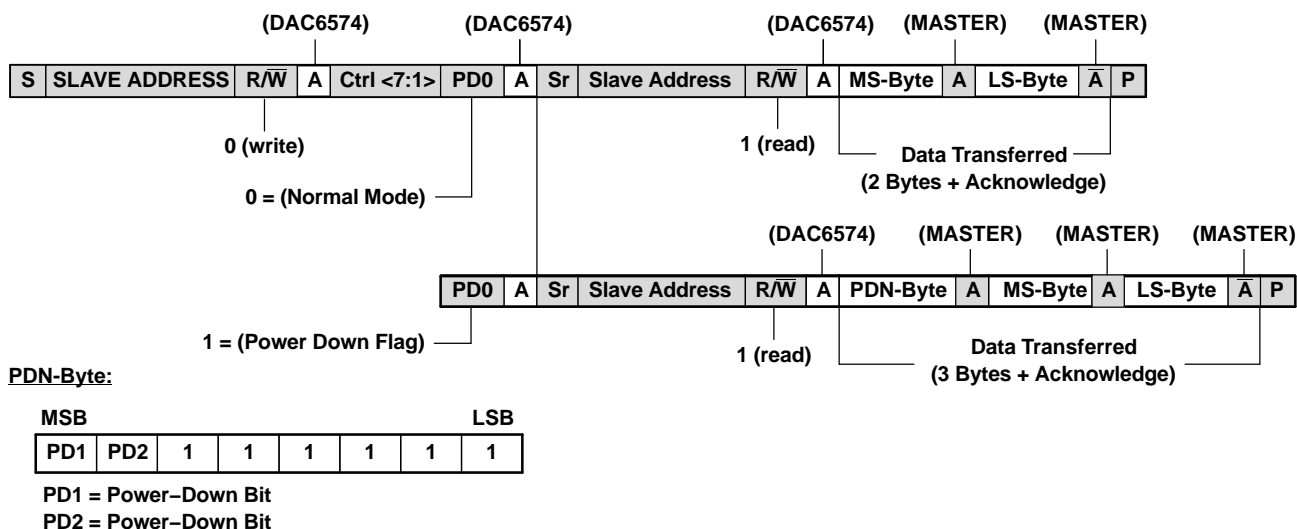 (DAC6574) (DAC6574) (DAC6574) (MASTER) (MASTER)
S SLAVE ADDRESS R/W̅ A Ctrl <7:1> PD0 A Sr Slave Address R/W̅ A MS-Byte A LS-Byte A̅ P
0 (write) 1 (read) Data Transferred
(2 Bytes + Acknowledge)
0 = (Normal Mode)
(DAC6574) (MASTER) (MASTER) (MASTER)
PD0 A Sr Slave Address R/W̅ A PDN-Byte A MS-Byte A LS-Byte A̅ P
1 = (Power Down Flag) 1 (read) Data Transferred
(3 Bytes + Acknowledge)
PDN-Byte:
MSB LSB
PD1 PD2 1 1 1 1 1 1
PD1 = Power−Down Bit
PD2 = Power−Down Bit